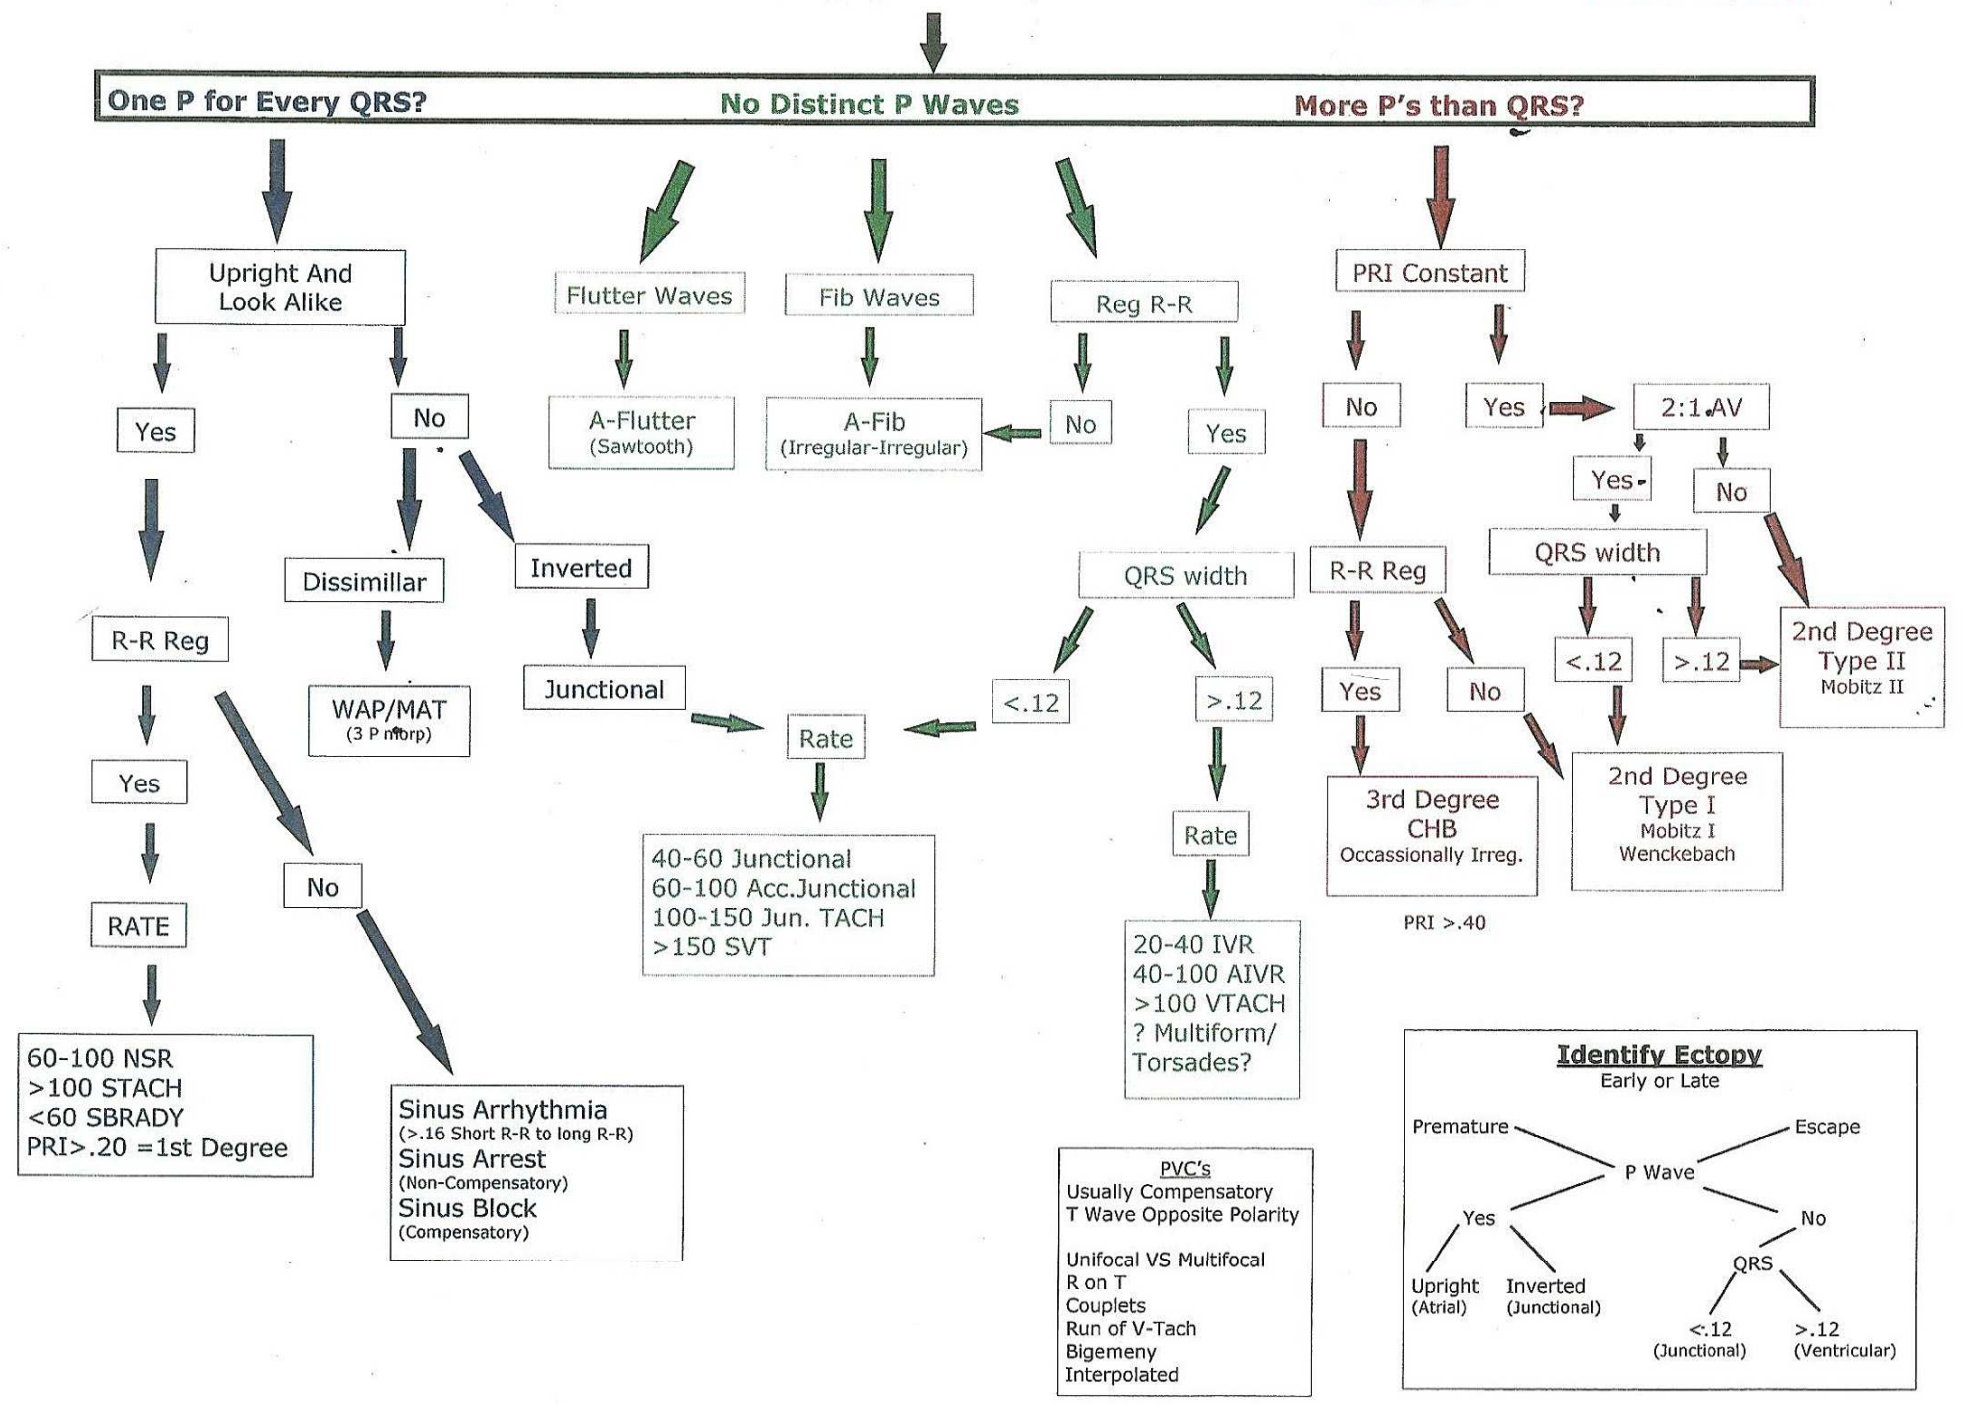 One P for Every QRS?
No Distinct P Waves
More P's than QRS?
Upright And
Look Alike
Yes
No
R-R Reg
Dissimillar
Inverted
WAP/MAT
(3 P morp)
Junctional
Yes
No
RATE
60-100 NSR
>100 STACH
<60 SBRADY
PRI>.20 =1st Degree
Sinus Arrhythmia
(>.16 Short R-R to long R-R)
Sinus Arrest
(Non-Compensatory)
Sinus Block
(Compensatory)
Flutter Waves
Fib Waves
Reg R-R
A-Flutter
(Sawtooth)
A-Fib
(Irregular-Irregular)
No
Yes
QRS width
<.12
>.12
Rate
40-60 Junctional
60-100 Acc.Junctional
100-150 Jun. TACH
>150 SVT
Rate
20-40 IVR
40-100 AIVR
>100 VTACH
? Multiform/
Torsades?
PRI Constant
No
Yes
2:1 AV
Yes
No
R-R Reg
QRS width
<.12
>.12
2nd Degree
Type II
Mobitz II
Yes
No
3rd Degree
CHB
Occassionally Irreg.
2nd Degree
Type I
Mobitz I
Wenckebach
PRI >.40
PVC's
Usually Compensatory
T Wave Opposite Polarity
Unifocal VS Multifocal
R on T
Couplets
Run of V-Tach
Bigemeny
Interpolated
Identify Ectopy
Early or Late
Premature
Escape
P Wave
Yes
No
QRS
Upright
(Atrial)
Inverted
(Junctional)
<.12
(Junctional)
>.12
(Ventricular)